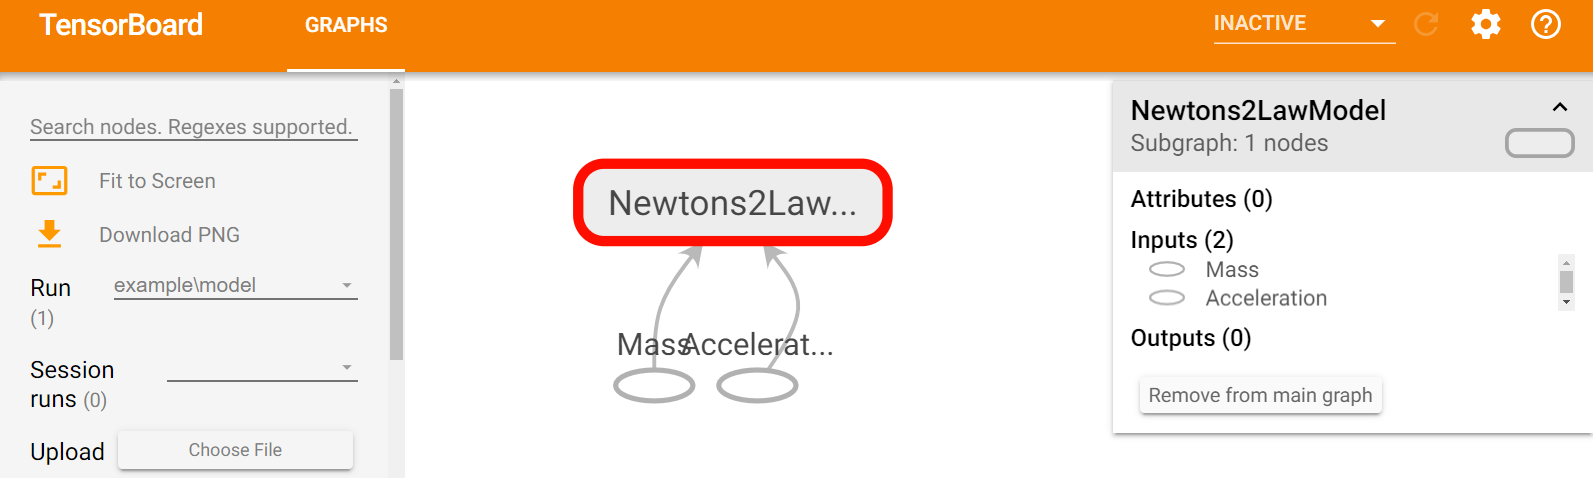 TensorBoard
GRAPHS
INACTIVE
Search nodes. Regexes supported.
Fit to Screen
Download PNG
Run
(1)
example\model
Session
runs (0)
Upload
Choose File
Newtons2Law...
Mass
Accelerat...
Newtons2LawModel
Subgraph: 1 nodes
Attributes (0)
Inputs (2)
Mass
Acceleration
Outputs (0)
Remove from main graph